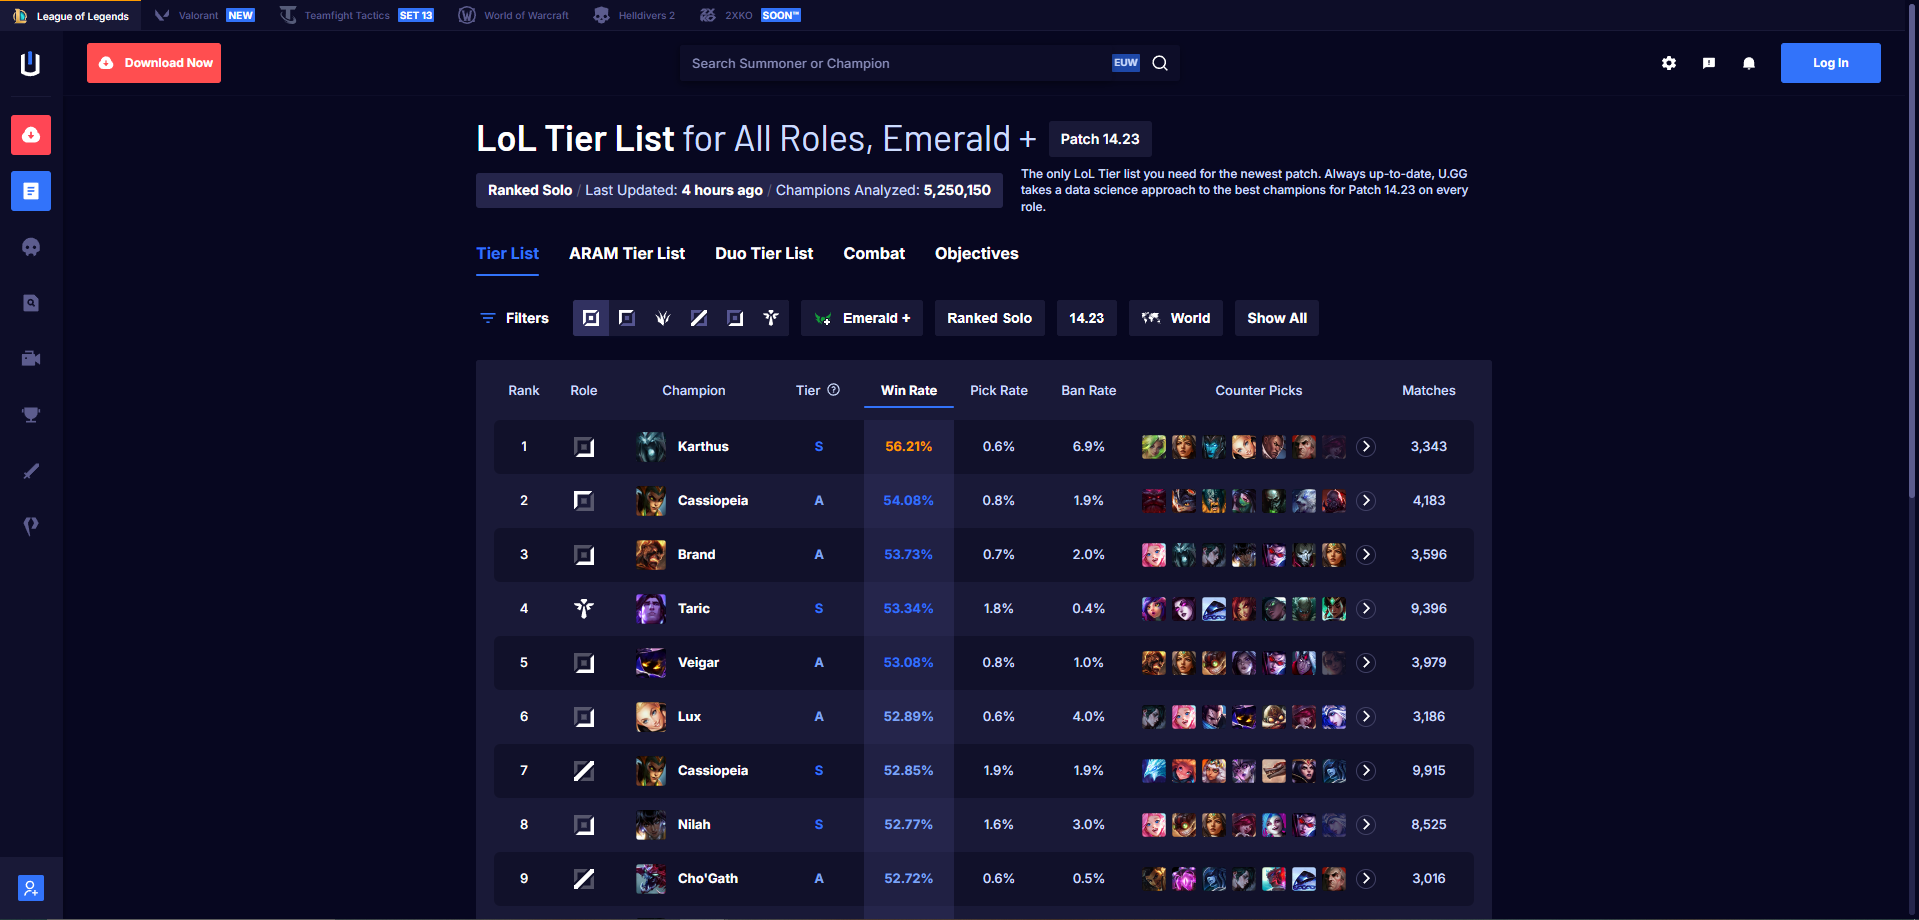 League of Legends
Valorant NEW
Teamfight Tactics SET 13
World of Warcraft
Helldivers 2
2XKO SOON™
Download Now
Search Summoner or Champion EUW
Log In
LoL Tier List for All Roles, Emerald + Patch 14.23
Ranked Solo / Last Updated: 4 hours ago / Champions Analyzed: 5,250,150
The only LoL Tier list you need for the newest patch. Always up-to-date, U.GG
takes a data science approach to the best champions for Patch 14.23 on every
role.
Tier List ARAM Tier List Duo Tier List Combat Objectives
Filters Emerald + Ranked Solo 14.23 World Show All
Rank Role Champion Tier ? Win Rate Pick Rate Ban Rate Counter Picks Matches
1 Karthus S 56.21% 0.6% 6.9% 3,343
2 Cassiopeia A 54.08% 0.8% 1.9% 4,183
3 Brand A 53.73% 0.7% 2.0% 3,596
4 Taric S 53.34% 1.8% 0.4% 9,396
5 Veigar A 53.08% 0.8% 1.0% 3,979
6 Lux A 52.89% 0.6% 4.0% 3,186
7 Cassiopeia S 52.85% 1.9% 1.9% 9,915
8 Nilah S 52.77% 1.6% 3.0% 8,525
9 Cho'Gath A 52.72% 0.6% 0.5% 3,016